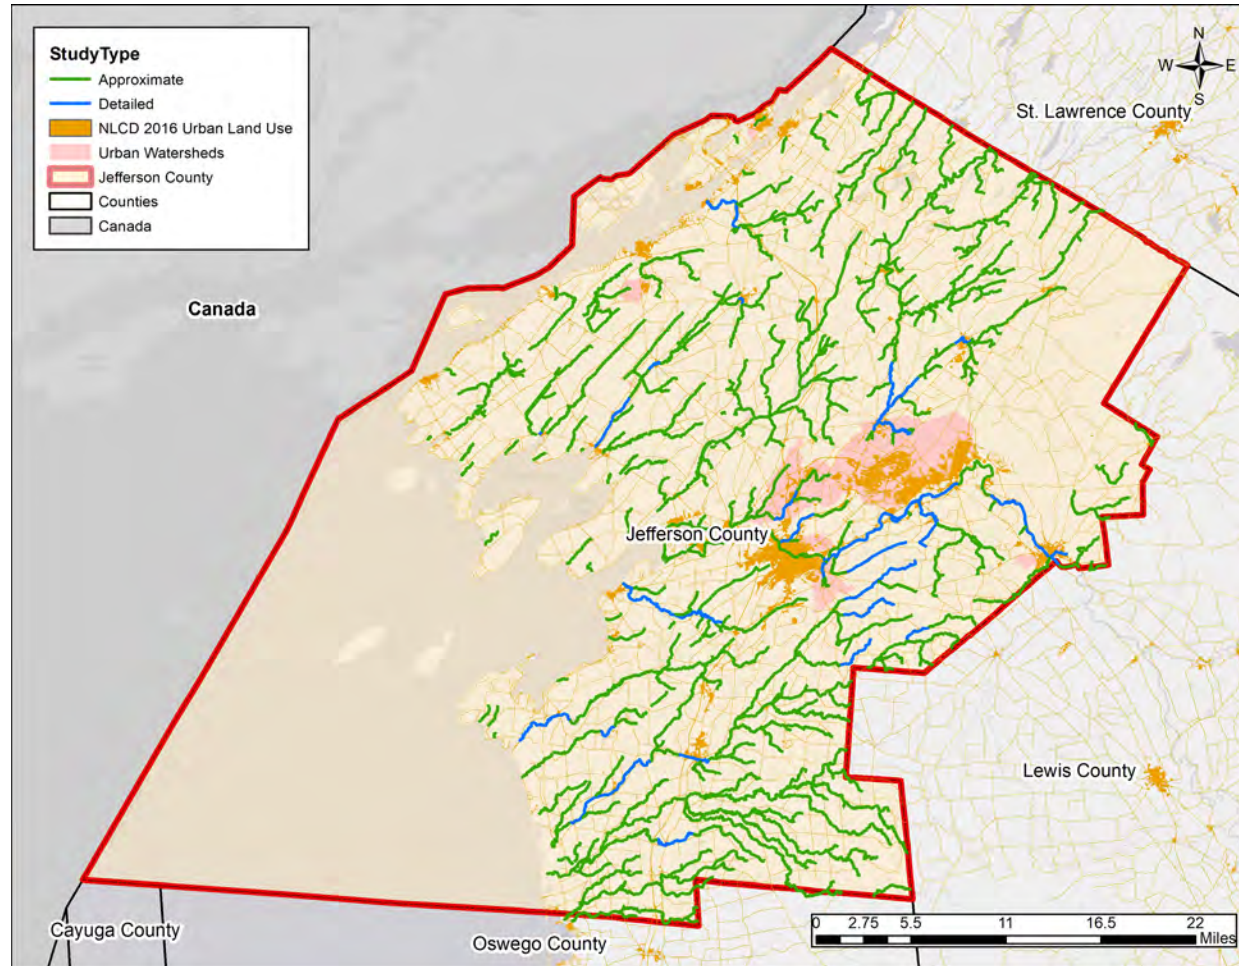 StudyType
Approximate
Detailed
NLCD 2016 Urban Land Use
Urban Watersheds
Jefferson County
Counties
Canada
N
W E
S
St. Lawrence County
Canada
Jefferson County
Lewis County
Cayuga County
Oswego County
0 2.75 5.5 11 16.5 22
Miles